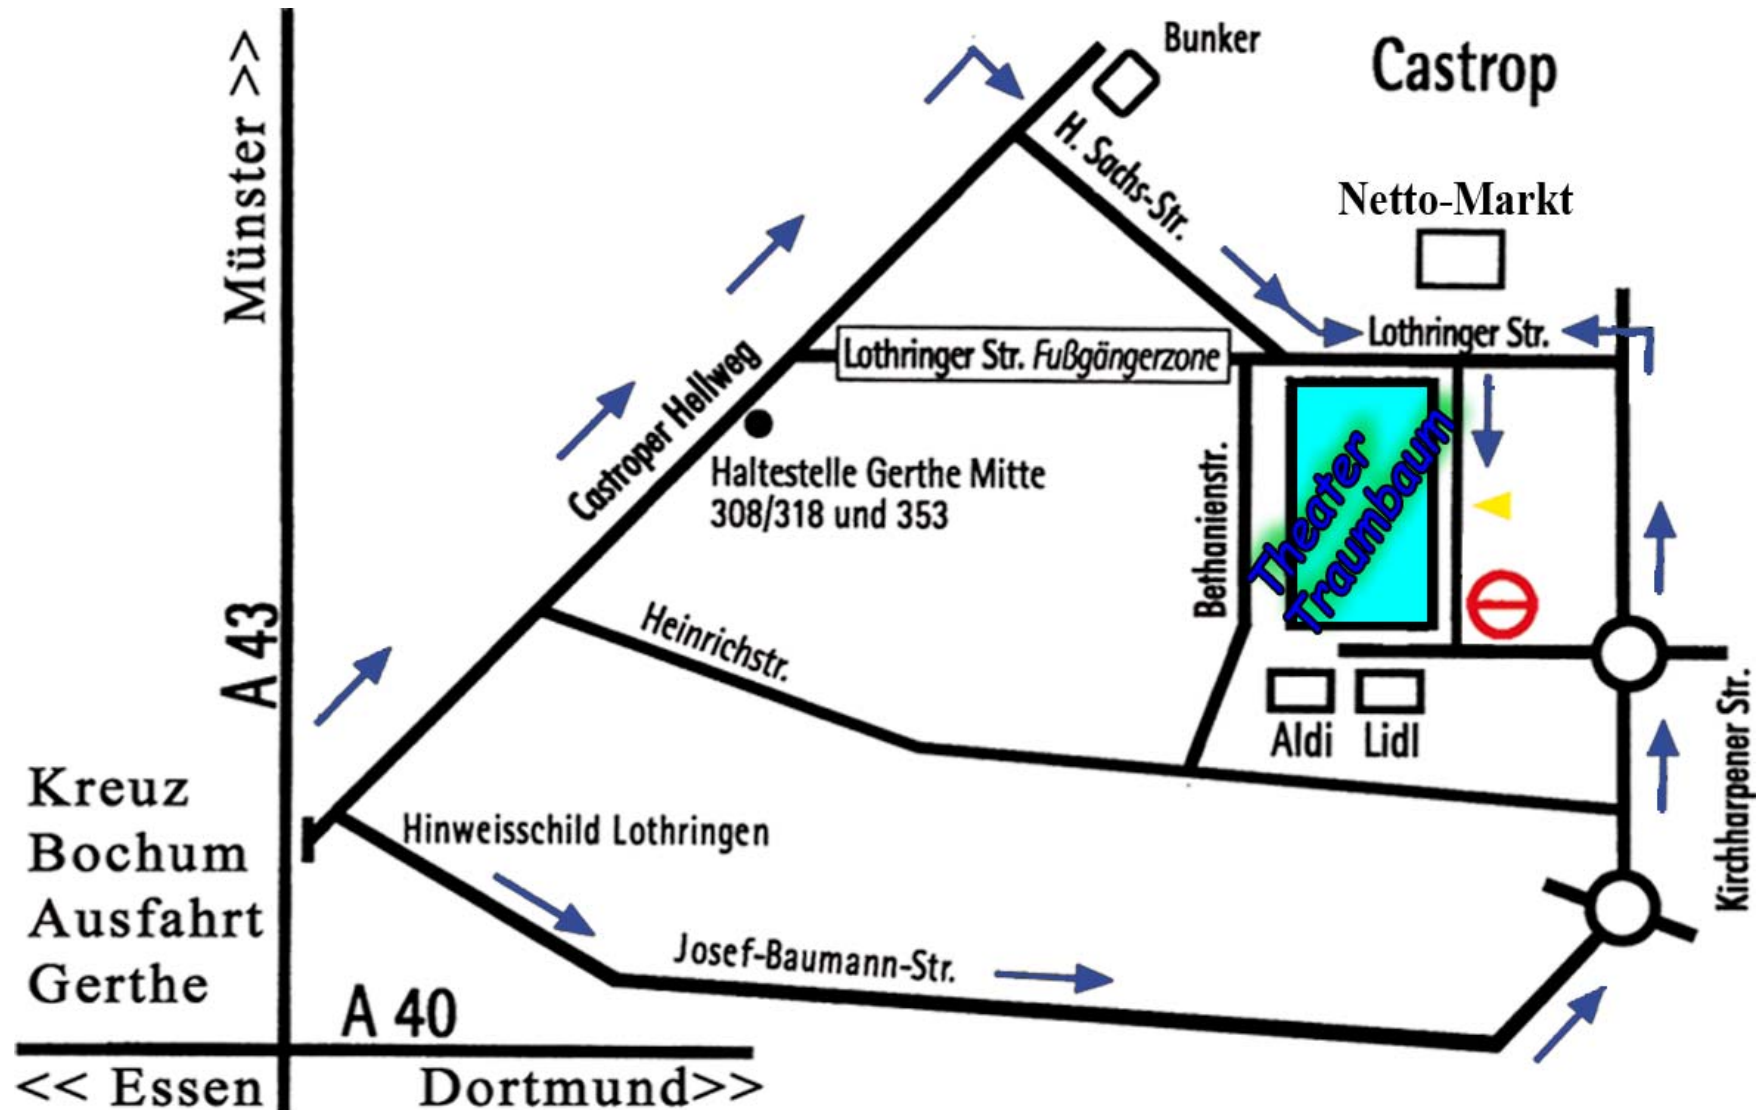 Bunker
Castrop
Münster >>
H. Sachs-Str.
Netto-Markt
Lothringer Str.
Lothringer Str. Fußgängerzone
Castroper Hellweg
Haltestelle Gerthe Mitte
308/318 und 353
Bethanienstr.
Theater
Traumbaum
Heinrichstr.
A 43
Aldi
Lidl
Kirchharpener Str.
Kreuz
Bochum
Ausfahrt
Gerthe
Hinweisschild Lothringen
Josef-Baumann-Str.
A 40
<< Essen
Dortmund>>